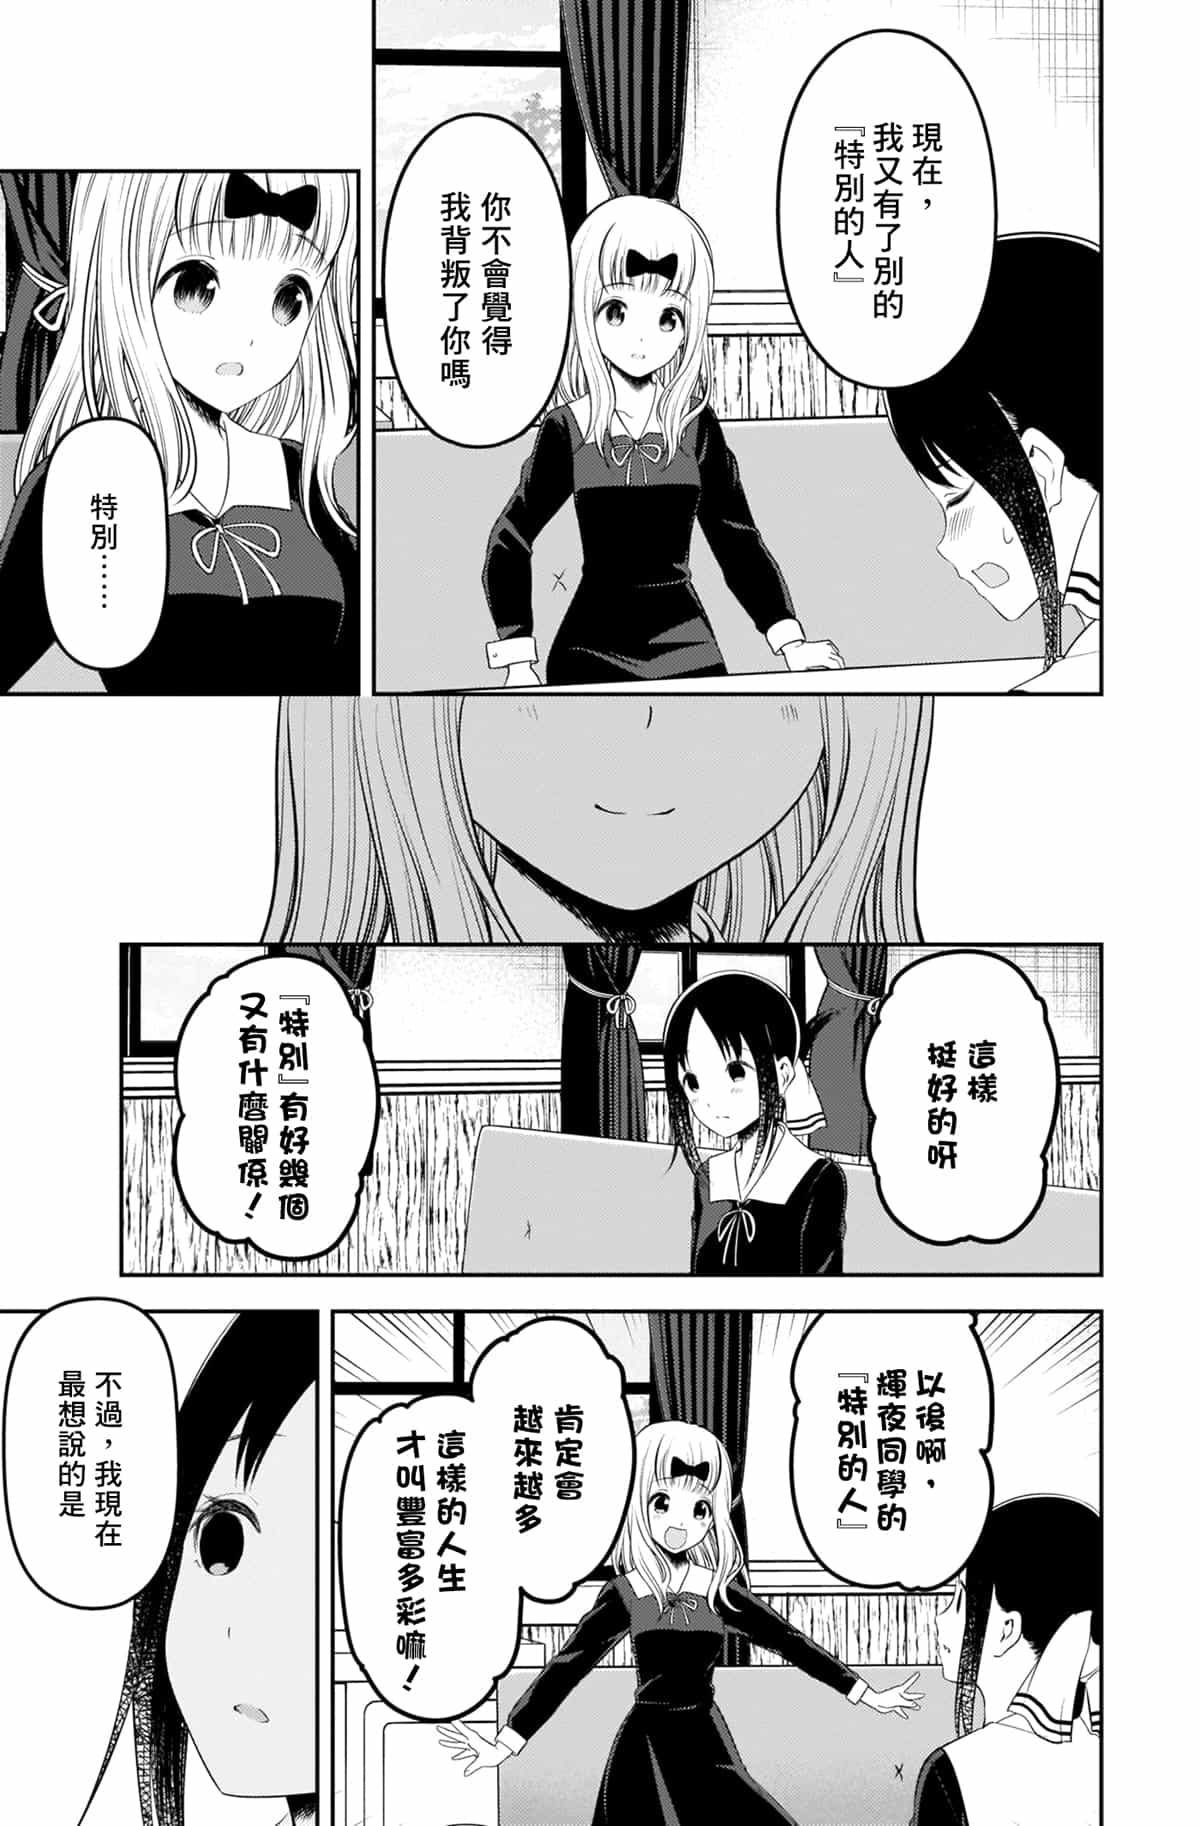 現在，
我又有了別的
『特別的人』
你不會覺得
我背叛了你嗎
特別……
這樣
挺好的呀
『特別』有好幾個
又有什麼關係！
以後啊，
輝夜同學的
『特別的人』
肯定會
越來越多
這樣的人生
才叫豐富多彩嘛！
不過，我現在
最想說的是